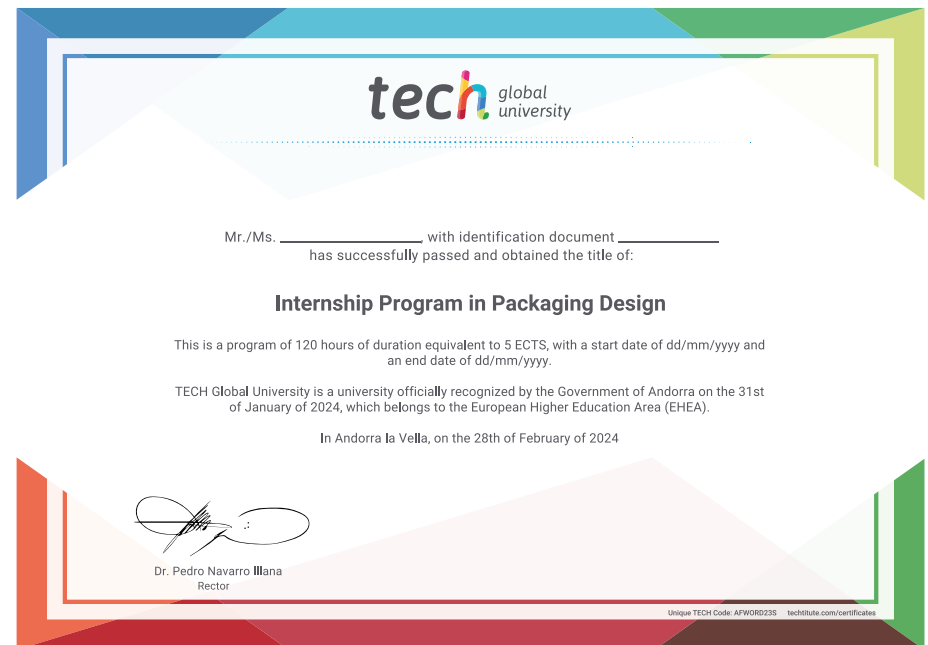 tech global
university
Mr./Ms. ____________, with identification document ____________
has successfully passed and obtained the title of:
Internship Program in Packaging Design
This is a program of 120 hours of duration equivalent to 5 ECTS, with a start date of dd/mm/yyyy and
an end date of dd/mm/yyyy.
TECH Global University is a university officially recognized by the Government of Andorra on the 31st
of January of 2024, which belongs to the European Higher Education Area (EHEA).
In Andorra la Vella, on the 28th of February of 2024
Dr. Pedro Navarro Illana
Rector
Unique TECH Code: AFWORD23S techtitute.com/certificates